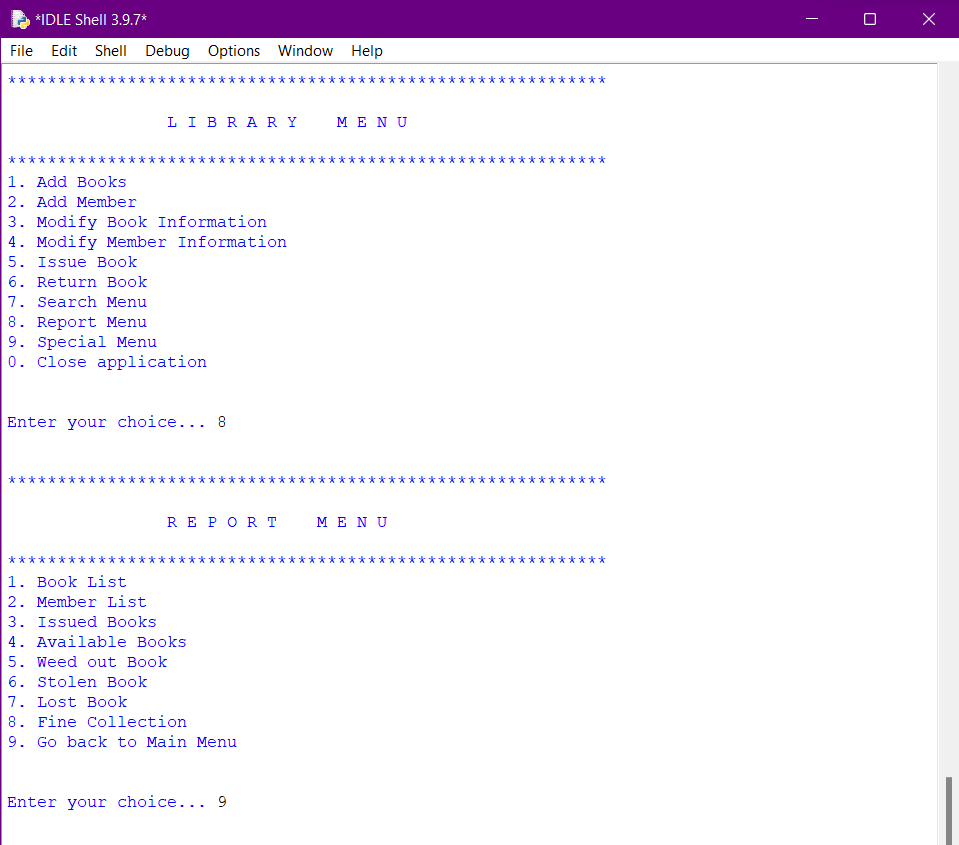 *IDLE Shell 3.9.7*
File Edit Shell Debug Options Window Help
************************************************************
L I B R A R Y    M E N U
************************************************************
1. Add Books
2. Add Member
3. Modify Book Information
4. Modify Member Information
5. Issue Book
6. Return Book
7. Search Menu
8. Report Menu
9. Special Menu
0. Close application
Enter your choice... 8
************************************************************
R E P O R T    M E N U
************************************************************
1. Book List
2. Member List
3. Issued Books
4. Available Books
5. Weed out Book
6. Stolen Book
7. Lost Book
8. Fine Collection
9. Go back to Main Menu
Enter your choice... 9